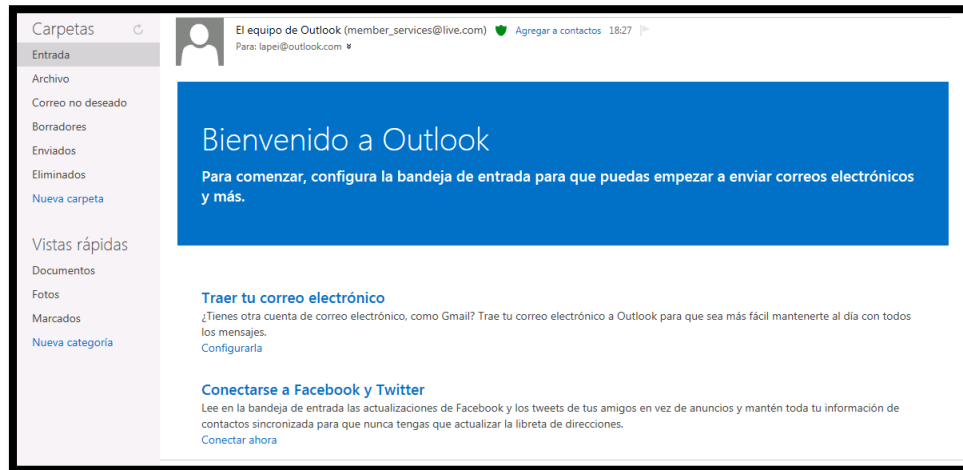 Carpetas
Entrada
Archivo
Correo no deseado
Borradores
Enviados
Eliminados
Nueva carpeta
Vistas rápidas
Documentos
Fotos
Marcados
Nueva categoría
El equipo de Outlook (member_services@live.com) Agregar a contactos 18:27
Para: lapei@outlook.com
Bienvenido a Outlook
Para comenzar, configura la bandeja de entrada para que puedas empezar a enviar correos electrónicos
y más.
Traer tu correo electrónico
¿Tienes otra cuenta de correo electrónico, como Gmail? Trae tu correo electrónico a Outlook para que sea más fácil mantenerte al día con todos
los mensajes.
Configurarla
Conectarse a Facebook y Twitter
Lee en la bandeja de entrada las actualizaciones de Facebook y los tweets de tus amigos en vez de anuncios y mantén toda tu información de
contactos sincronizada para que nunca tengas que actualizar la libreta de direcciones.
Conectar ahora